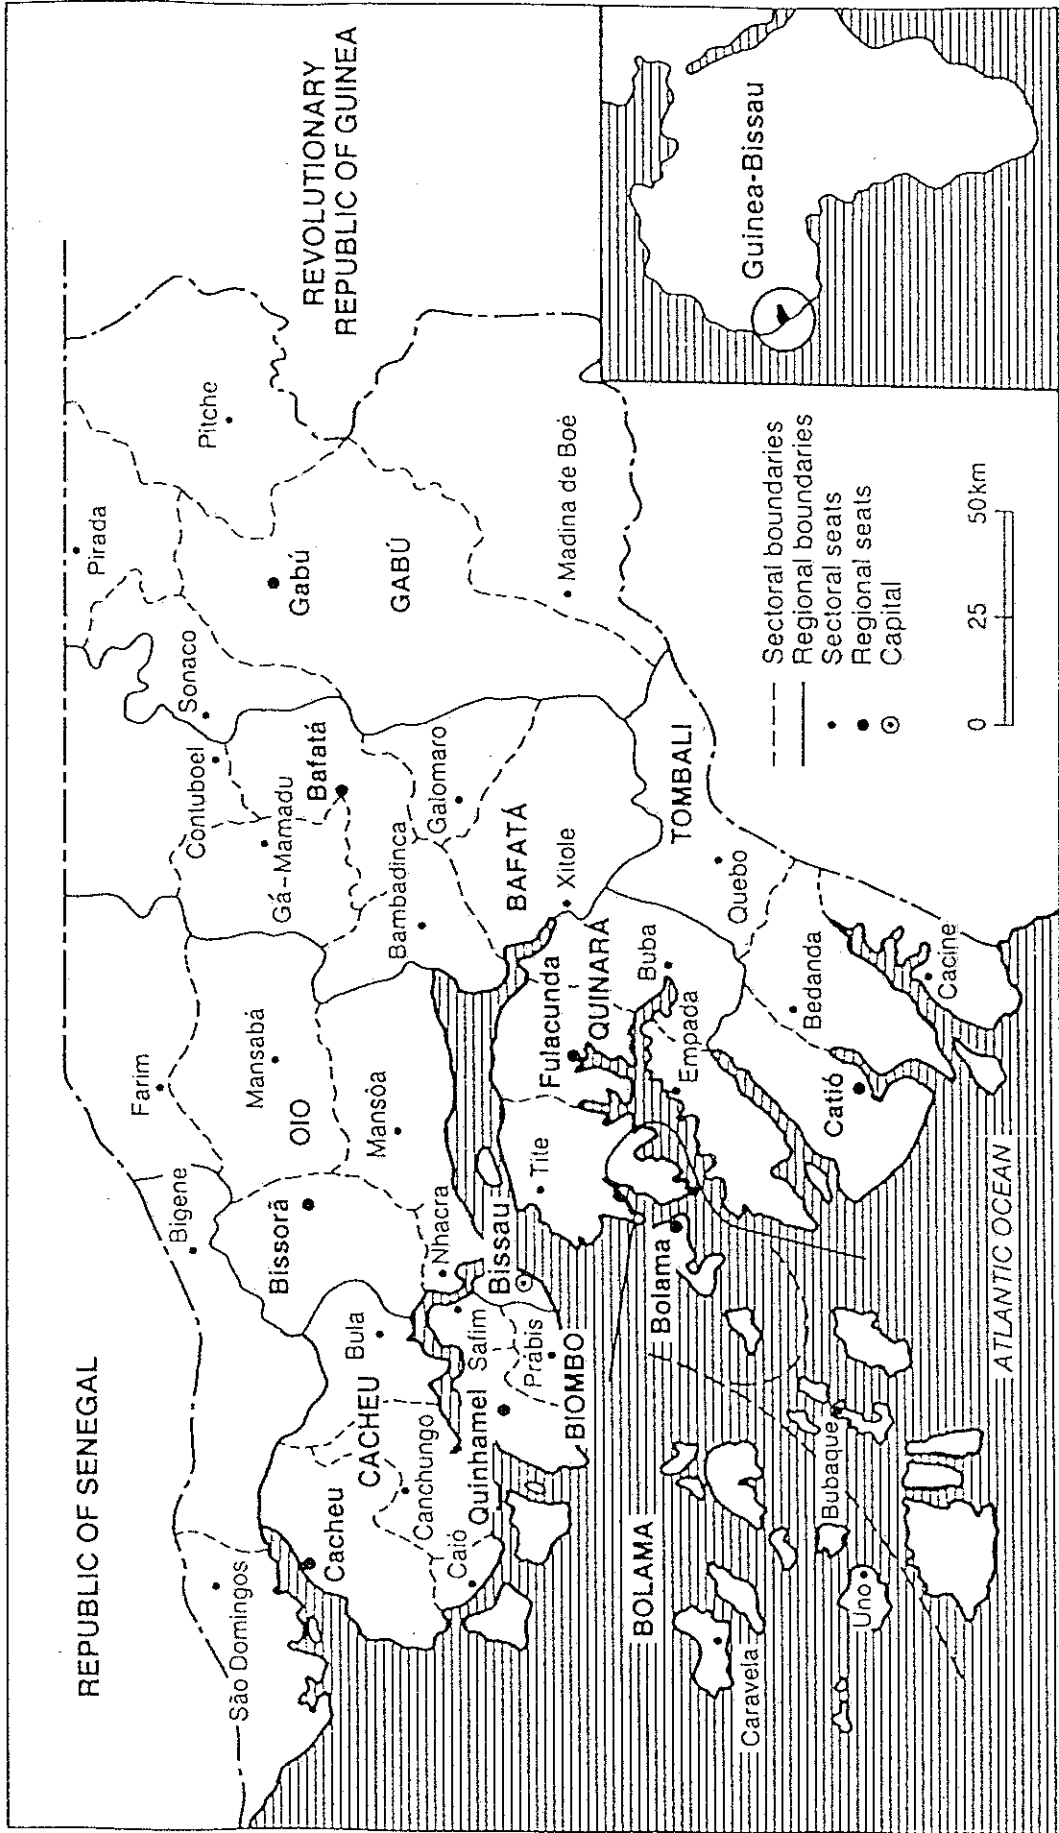 REPUBLIC OF SENEGAL
REVOLUTIONARY
REPUBLIC OF GUINEA
São Domingos
Bigene
Farim
Pirada
Contuboel
Sonaco
Pitche
Cacheu
CACHEU
Bula
Canchungo
Caió
Bissorã
OIO
Mansabá
Mansôa
Nhacra
Gã-Mamadu
Bafatá
Bambadinca
Galomaro
BAFATÁ
Xitole
Gabú
GABÚ
Madina de Boé
Quinhamel
Safim
Prábis
BIOMBO
Bissau
Tite
Fulacunda
QUINARÁ
Buba
Empada
TOMBALI
Quebo
Bedanda
Catió
Cacine
BOLAMA
Bolama
Caravela
Bubaque
Uno
ATLANTIC OCEAN
Sectoral boundaries
Regional boundaries
Sectoral seats
Regional seats
Capital
0 25 50km
Guinea-Bissau